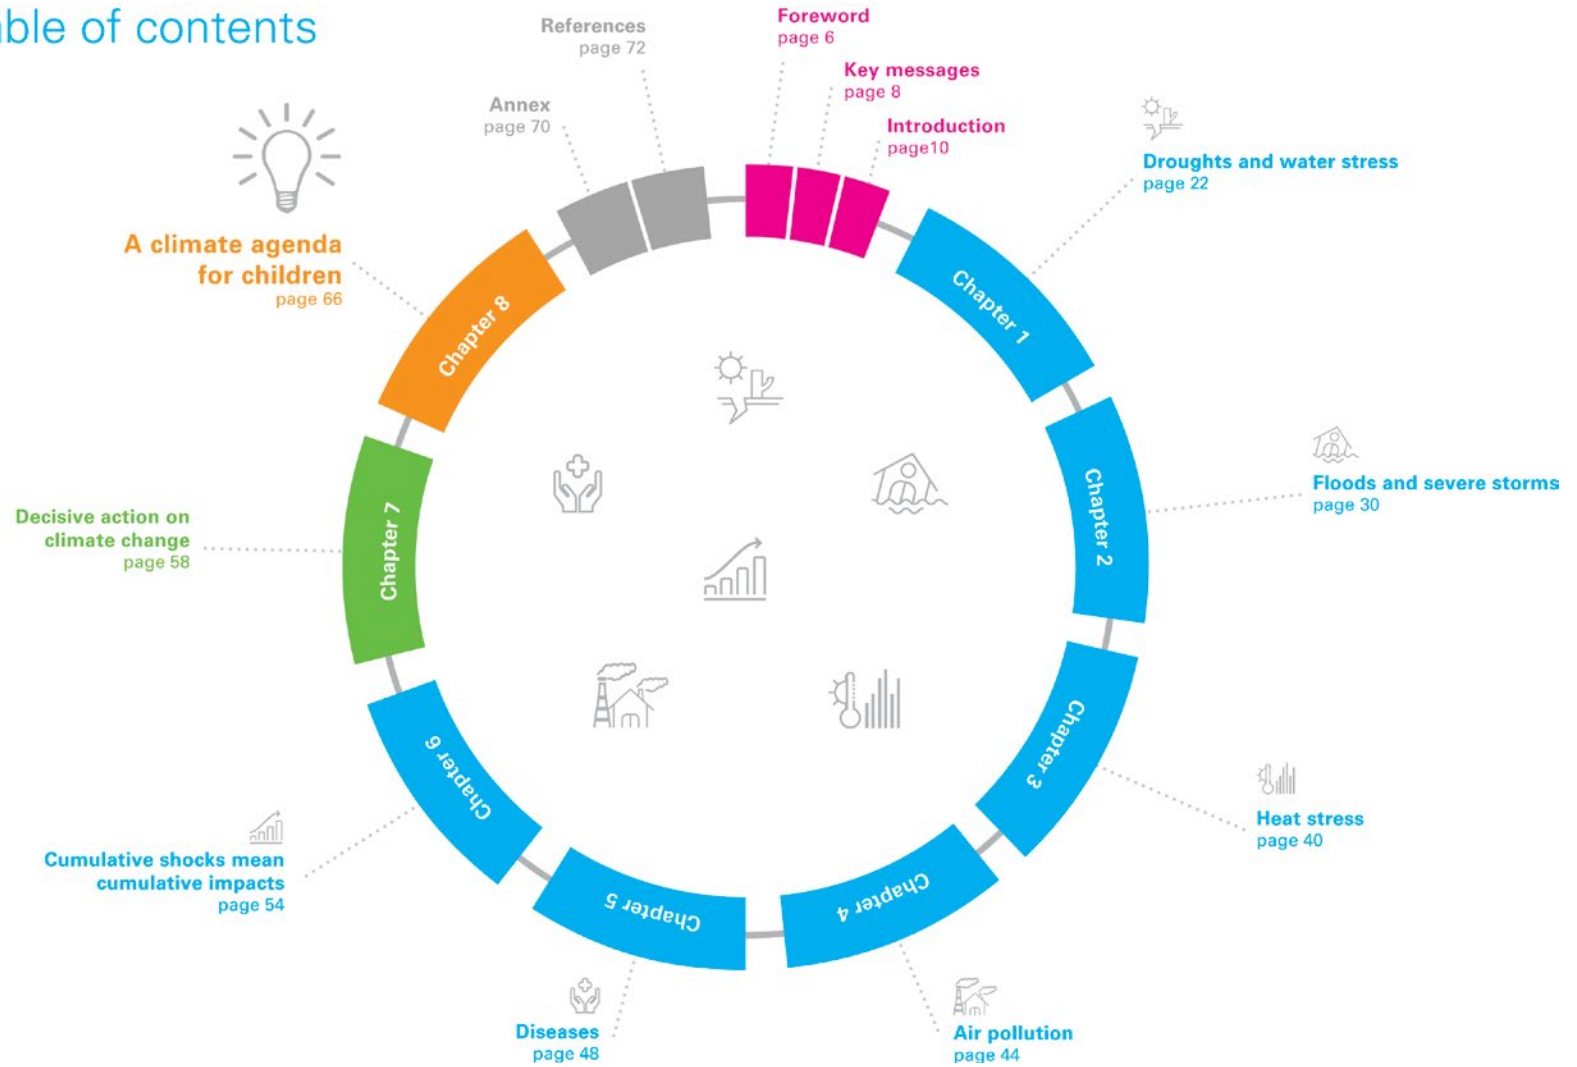 ble of contents
References
page 72
Annex
page 70
Foreword
page 6
Key messages
page 8
Introduction
page10
Droughts and water stress
page 22
Chapter 1
Floods and severe storms
page 30
Chapter 2
Heat stress
page 40
Chapter 3
Air pollution
page 44
Chapter 4
Diseases
page 48
Chapter 5
Cumulative shocks mean
cumulative impacts
page 54
Chapter 6
Decisive action on
climate change
page 58
Chapter 7
A climate agenda
for children
page 66
Chapter 8